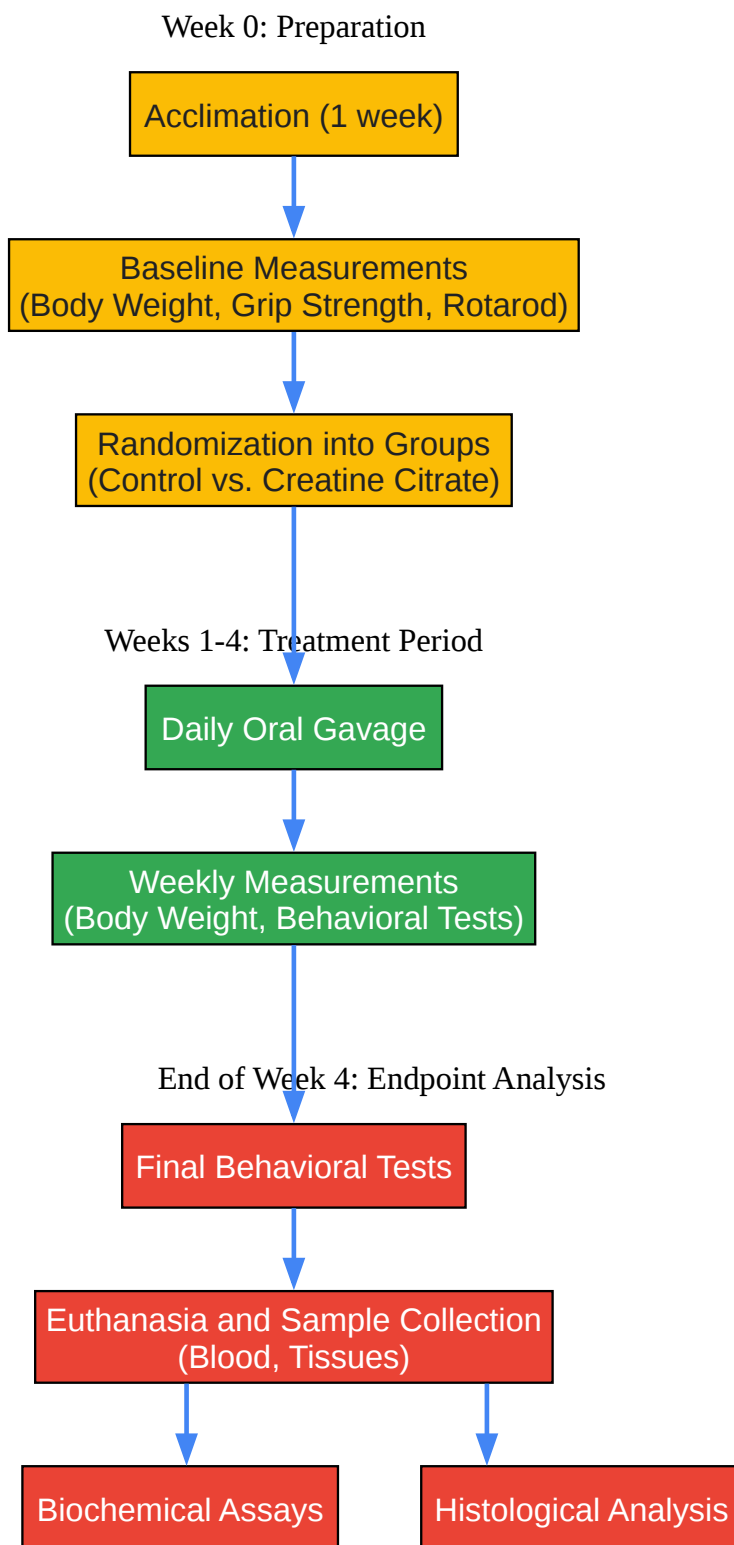 Week 0: Preparation
Acclimation (1 week)
Baseline Measurements
(Body Weight, Grip Strength, Rotarod)
Randomization into Groups
(Control vs. Creatine Citrate)
Weeks 1-4: Treatment Period
Daily Oral Gavage
Weekly Measurements
(Body Weight, Behavioral Tests)
End of Week 4: Endpoint Analysis
Final Behavioral Tests
Euthanasia and Sample Collection
(Blood, Tissues)
Biochemical Assays
Histological Analysis